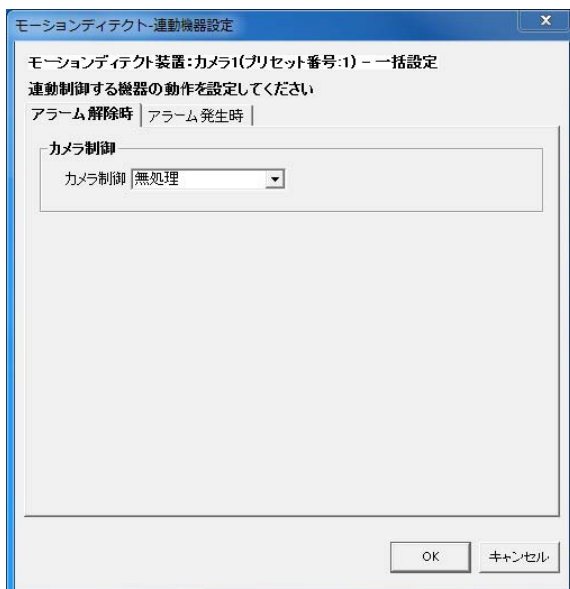 モーションディテクト-連動機器設定
モーションディテクト装置:カメラ1(プリセット番号:1) - 一括設定
連動制御する機器の動作を設定してください
アラーム解除時 アラーム発生時
カメラ制御
カメラ制御 無処理
OK キャンセル